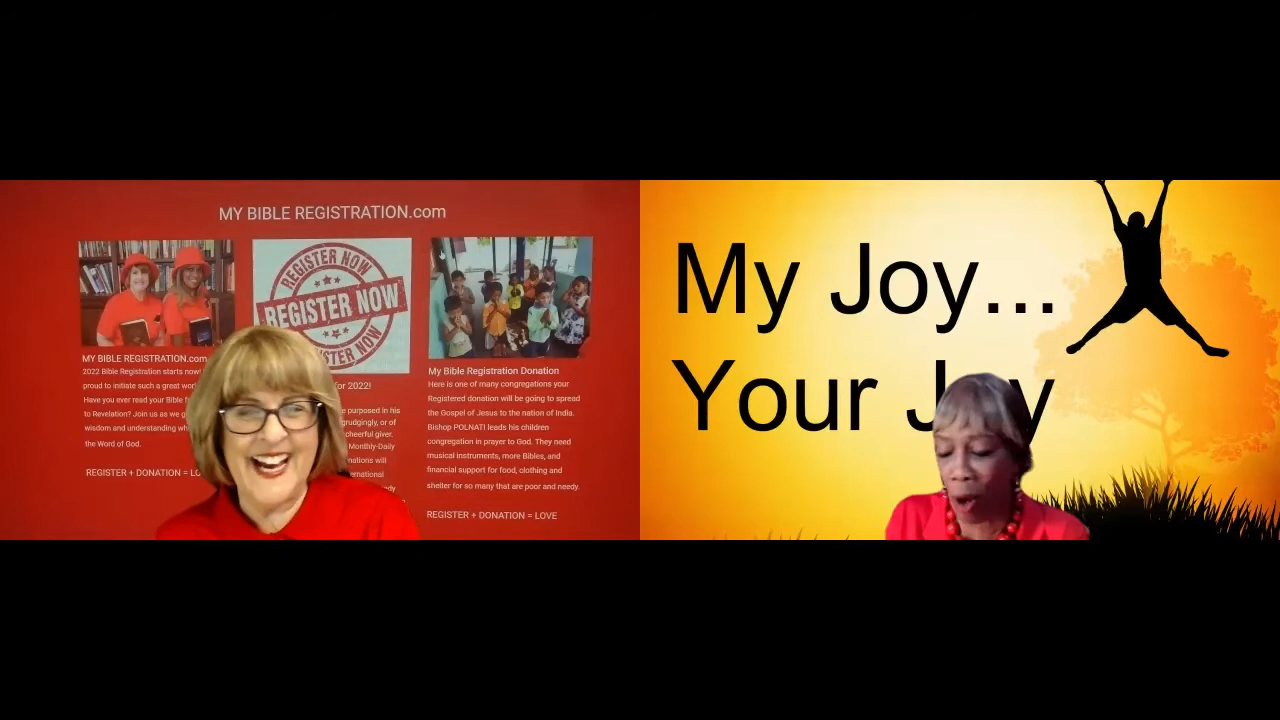 MY BIBLE REGISTRATION.com
REGISTER NOW
REGISTER NOW
REGISTER NOW
MY BIBLE REGISTRATION.com
2022 Bible Registration starts now!
proud to initiate such a great
Have you ever read your Bible
to Revelation? Join us as we
wisdom and understanding
the Word of God.
REGISTER + DONATION =
for 2022!
purposed in his
grudgingly, or of
cheerful giver.
Monthly-Daily
will
My Bible Registration Donation
Here is one of many congregations your
Registered donation will be going to spread
the Gospel of Jesus to the nation of India.
Bishop POLNATI leads his children
congregation in prayer to God. They need
musical instruments, more Bibles, and
financial support for food, clothing and
shelter for so many that are poor and needy.
REGISTER + DONATION = LOVE
My Joy...
Your J y